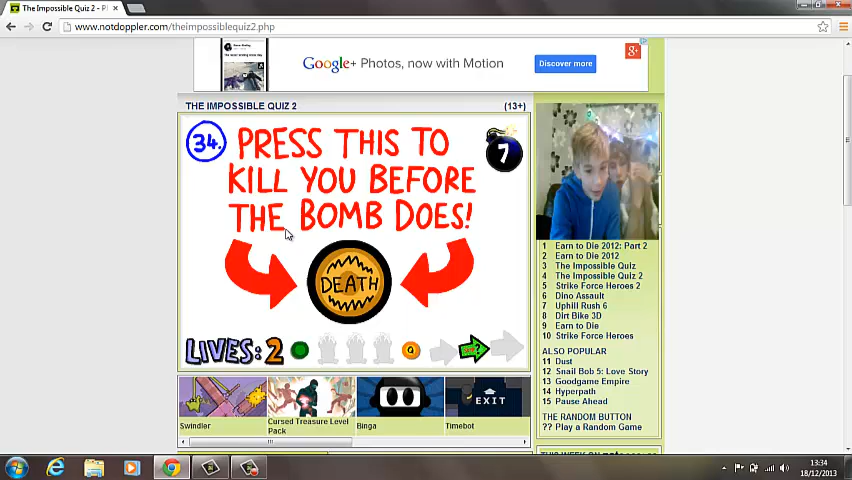 The Impossible Quiz 2 - P
www.notdoppler.com/theimpossiblequiz2.php
Google+ Photos, now with Motion
Discover more
THE IMPOSSIBLE QUIZ 2
(13+)
34.
PRESS THIS TO
KILL YOU BEFORE
THE BOMB DOES!
7
DEATH
LIVES: 2
Swindler
Cursed Treasure Level
Pack
Binga
EXIT
Timebot
1 Earn to Die 2012: Part 2
2 Earn to Die 2012
3 The Impossible Quiz
4 The Impossible Quiz 2
5 Strike Force Heroes 2
6 Dino Assault
7 Uphill Rush 6
8 Dirt Bike 3D
9 Earn to Die
10 Strike Force Heroes
ALSO POPULAR
11 Dust
12 Snail Bob 5: Love Story
13 Goodgame Empire
14 Hyperpath
15 Pause Ahead
THE RANDOM BUTTON
?? Play a Random Game
13:34
18/12/2013